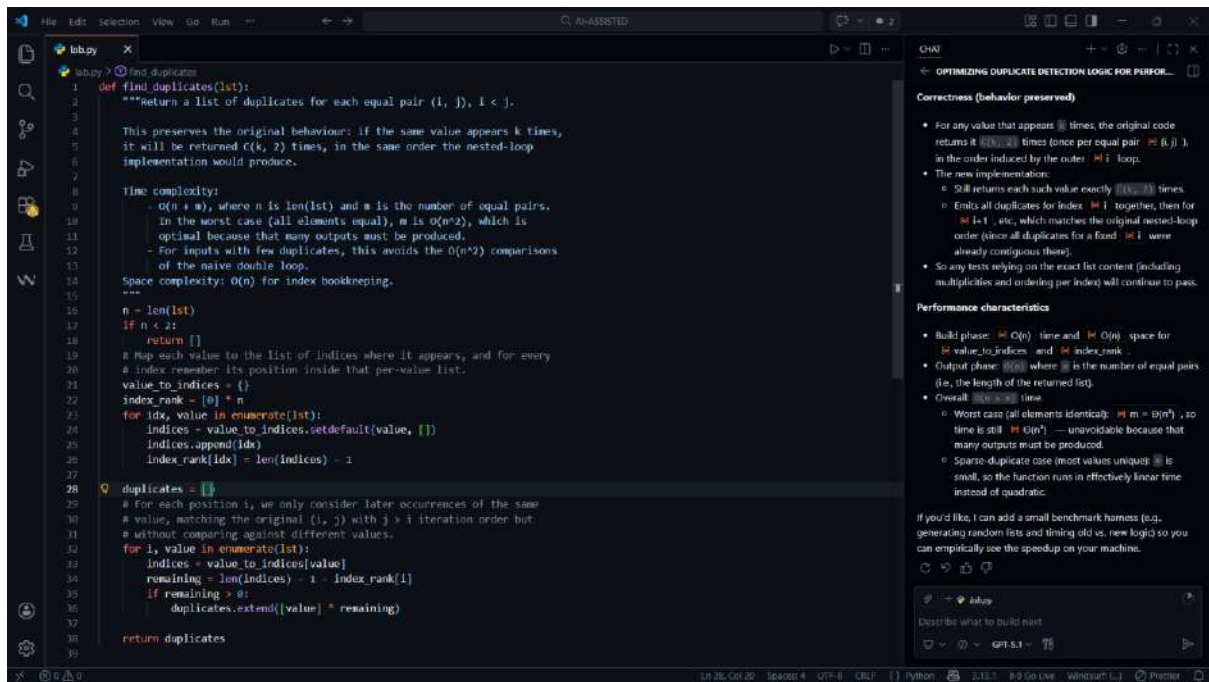 File Edit Selection View Go Run ...
AI-ASSISTED
2
lab.py
lab.py > find_duplicates
1 def find_duplicates(lst):
2 """Return a list of duplicates for each equal pair (i, j), i < j.
3
4 This preserves the original behaviour: if the same value appears k times,
5 it will be returned C(k, 2) times, in the same order the nested-loop
6 implementation would produce.
7
8 Time complexity:
9 - O(n + m), where n is len(lst) and m is the number of equal pairs.
10 In the worst case (all elements equal), m is O(n^2), which is
11 optimal because that many outputs must be produced.
12 - For inputs with few duplicates, this avoids the O(n^2) comparisons
13 of the naive double loop.
14 Space complexity: O(n) for index bookkeeping.
15 """
16 n = len(lst)
17 if n < 2:
18 return []
19 # Map each value to the list of indices where it appears, and for every
20 # index remember its position inside that per-value list.
21 value_to_indices = {}
22 index_rank = [0] * n
23 for idx, value in enumerate(lst):
24 indices = value_to_indices.setdefault(value, [])
25 indices.append(idx)
26 index_rank[idx] = len(indices) - 1
27
28 duplicates = []
29 # For each position i, we only consider later occurrences of the same
30 # value, matching the original (i, j) with j > i iteration order but
31 # without comparing against different values.
32 for i, value in enumerate(lst):
33 indices = value_to_indices[value]
34 remaining = len(indices) - 1 - index_rank[i]
35 if remaining > 0:
36 duplicates.extend([value] * remaining)
37
38 return duplicates
39
CHAT
OPTIMIZING DUPLICATE DETECTION LOGIC FOR PERFOR...
Correctness (behavior preserved)
• For any value that appears k times, the original code
returns it C(k, 2) times (once per equal pair (i, j) ),
in the order induced by the outer i loop.
• The new implementation:
Still returns each such value exactly C(k, 2) times.
Emits all duplicates for index i together, then for
i+1 , etc, which matches the original nested-loop
order (since all duplicates for a fixed i were
already contiguous there).
• So any tests relying on the exact list content (including
multiplicities and ordering per index) will continue to pass.
Performance characteristics
• Build phase: O(n) time and O(n) space for
value_to_indices and index_rank .
• Output phase: O(m) where m is the number of equal pairs
(i.e., the length of the returned list).
• Overall: O(n + m) time.
Worst case (all elements identical): m = Θ(n²) , so
time is still Θ(n²) — unavoidable because that
many outputs must be produced.
Sparse-duplicate case (most values unique): m is
small, so the function runs in effectively linear time
instead of quadratic.
If you'd like, I can add a small benchmark harness (e.g.,
generating random lists and timing old vs. new logic) so you
can empirically see the speedup on your machine.
lab.py
Describe what to build next
GPT-5.1
0 0 Ln 28, Col 20 Spaces: 4 UTF-8 CRLF {} Python 3.13.1 Go Live Windsurf: Prettier